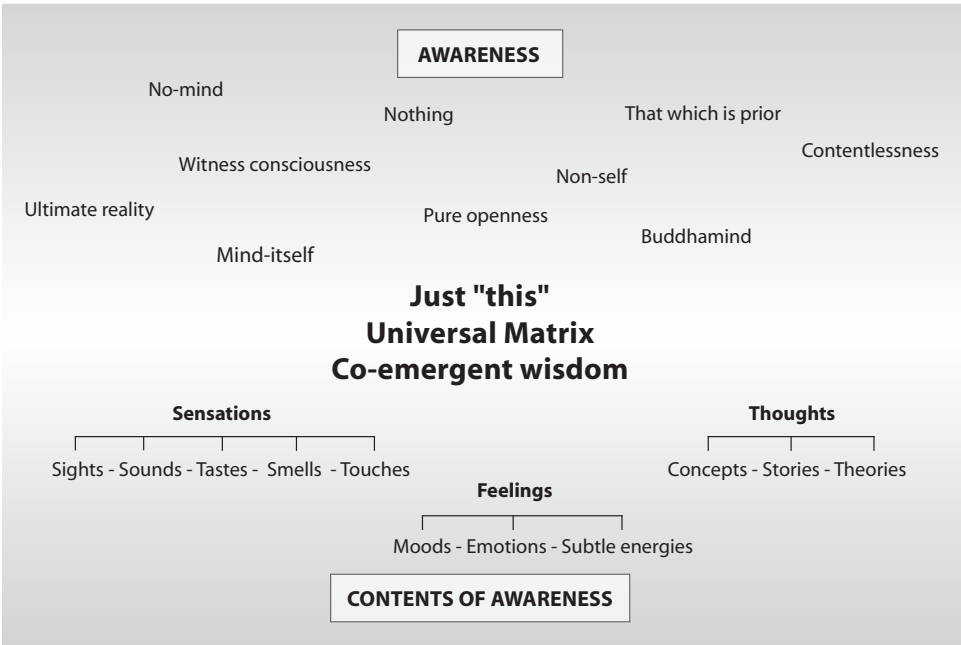 AWARENESS
No-mind
Nothing
That which is prior
Contentlessness
Witness consciousness
Non-self
Ultimate reality
Pure openness
Buddhamind
Mind-itself
Just "this"
Universal Matrix
Co-emergent wisdom
Sensations
Sights - Sounds - Tastes - Smells - Touches
Thoughts
Concepts - Stories - Theories
Feelings
Moods - Emotions - Subtle energies
CONTENTS OF AWARENESS